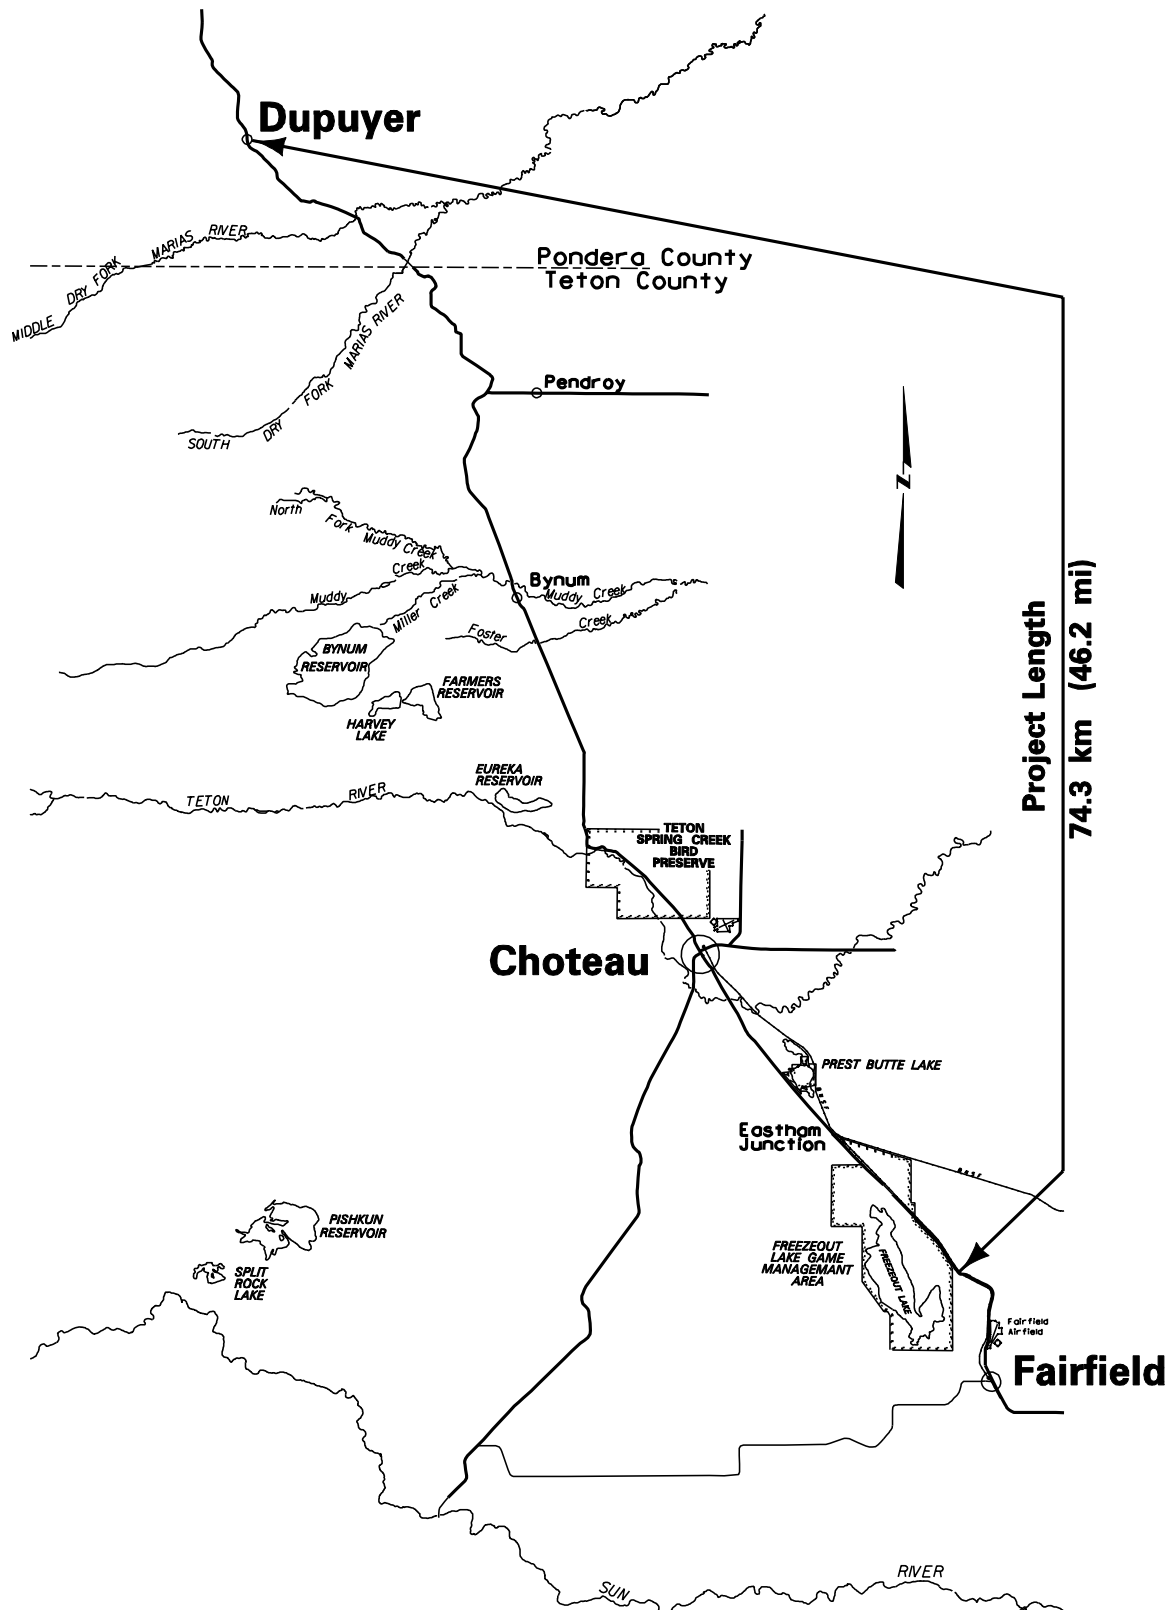 Dupuyer
MIDDLE DRY FORK MARIAS RIVER
Pondera County
Teton County
SOUTH DRY FORK MARIAS RIVER
Pendroy
N
North Fork Muddy Creek
Muddy Creek
Miller Creek
Bynum
Muddy Creek
Foster Creek
BYNUM
RESERVOIR
FARMERS
RESERVOIR
HARVEY
LAKE
Project Length
74.3 km (46.2 mi)
EUREKA
RESERVOIR
TETON RIVER
TETON
SPRING CREEK
BIRD
PRESERVE
Choteau
PREST BUTTE LAKE
BNSF
Eastham
Junction
BNSF
PISHKUN
RESERVOIR
SPLIT
ROCK
LAKE
FREEZEOUT
LAKE GAME
MANAGEMANT
AREA
FREEZEOUT LAKE
Fairfield
Airfield
Fairfield
SUN RIVER